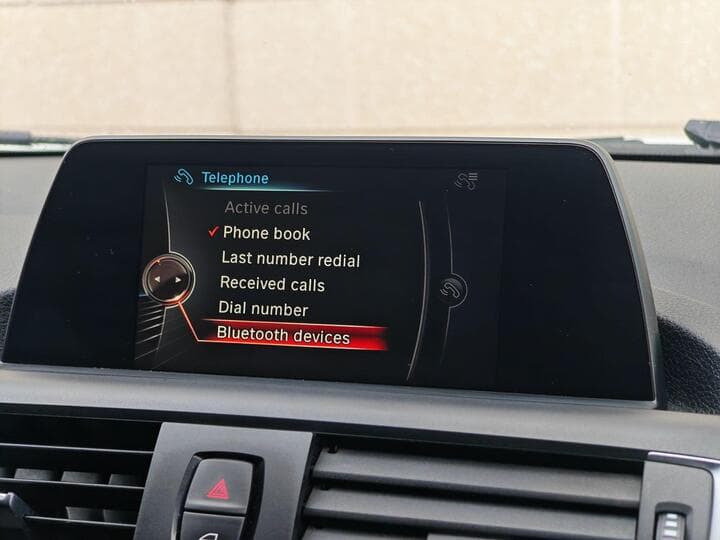 Telephone
Active calls
Phone book
Last number redial
Received calls
Dial number
Bluetooth devices